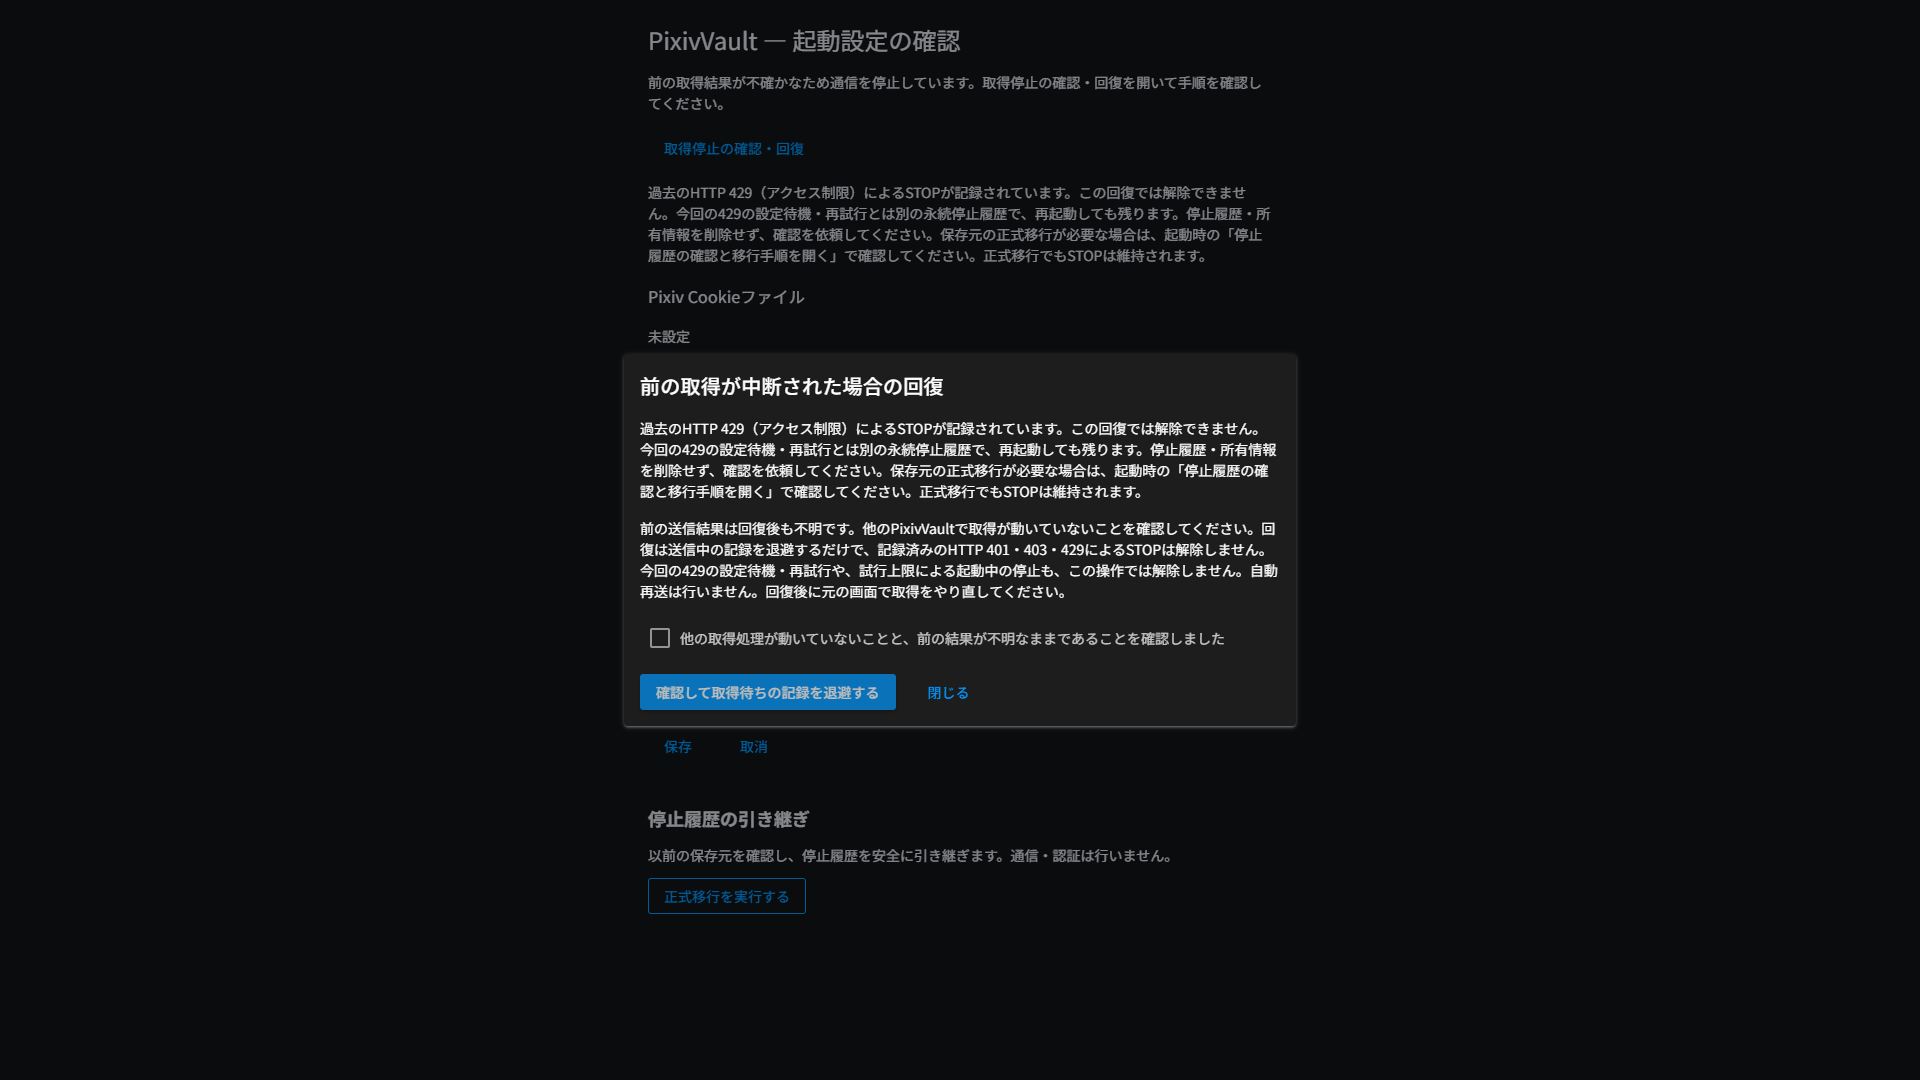 PixivVault — 起動設定の確認
前の取得結果が不確かなため通信を停止しています。取得停止の確認・回復を開いて手順を確認し
てください。
取得停止の確認・回復
過去のHTTP 429（アクセス制限）によるSTOPが記録されています。この回復では解除できませ
ん。今回の429の設定待機・再試行とは別の永続停止履歴で、再起動しても残ります。停止履歴・所
有情報を削除せず、確認を依頼してください。保存元の正式移行が必要な場合は、起動時の「停止
履歴の確認と移行手順を開く」で確認してください。正式移行でもSTOPは維持されます。
Pixiv Cookieファイル
未設定
前の取得が中断された場合の回復
過去のHTTP 429（アクセス制限）によるSTOPが記録されています。この回復では解除できません。
今回の429の設定待機・再試行とは別の永続停止履歴で、再起動しても残ります。停止履歴・所有情報
を削除せず、確認を依頼してください。保存元の正式移行が必要な場合は、起動時の「停止履歴の確
認と移行手順を開く」で確認してください。正式移行でもSTOPは維持されます。
前の送信結果は回復後も不明です。他のPixivVaultで取得が動いていないことを確認してください。回
復は送信中の記録を退避するだけで、記録済みのHTTP 401・403・429によるSTOPは解除しません。
今回の429の設定待機・再試行や、試行上限による起動中の停止も、この操作では解除しません。自動
再送は行いません。回復後に元の画面で取得をやり直してください。
他の取得処理が動いていないことと、前の結果が不明なままであることを確認しました
確認して取得待ちの記録を退避する
閉じる
保存
取消
停止履歴の引き継ぎ
以前の保存元を確認し、停止履歴を安全に引き継ぎます。通信・認証は行いません。
正式移行を実行する